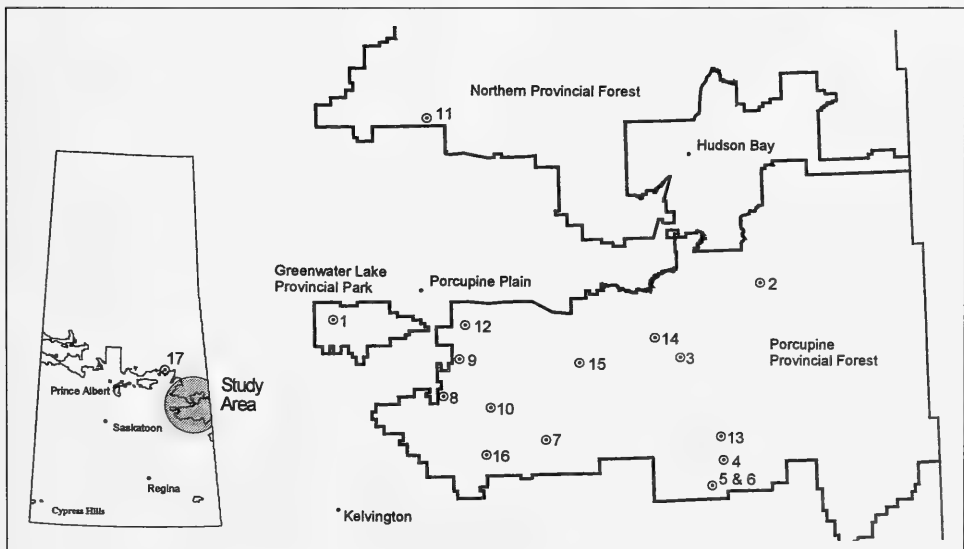 Northern Provincial Forest
11
Hudson Bay
Greenwater Lake
Provincial Park
Porcupine Plain
2
1
12
14
17
9
15
3
Porcupine
Provincial Forest
Study
Area
Prince Albert
8
10
Saskatoon
13
7
16
4
5 & 6
Regina
Kelvington
Cypress Hills